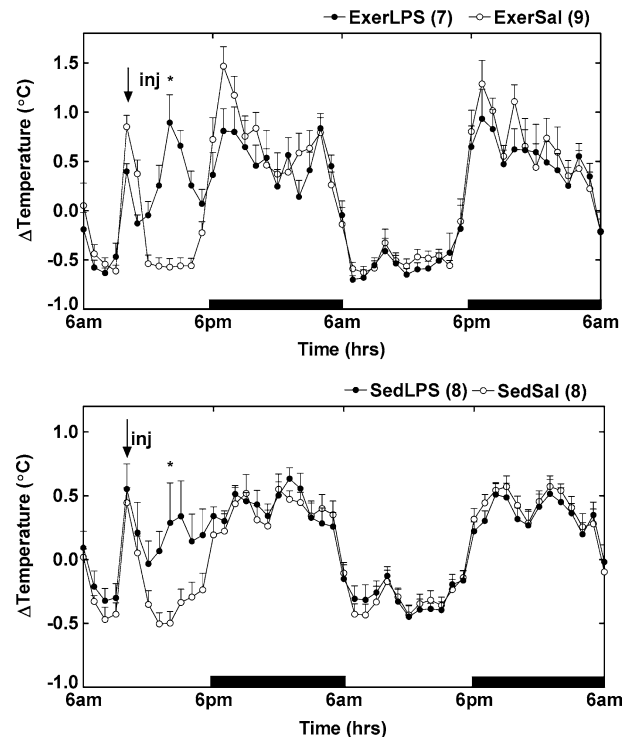 ExerLPS (7) ExerSal (9)
1.5
1.0
0.5
0.0
-0.5
-1.0
ΔTemperature (°C)
inj *
6am 6pm 6am 6pm 6am
Time (hrs)
SedLPS (8) SedSal (8)
1.0
0.5
0.0
-0.5
-1.0
ΔTemperature (°C)
inj
*
6am 6pm 6am 6pm 6am
Time (hrs)